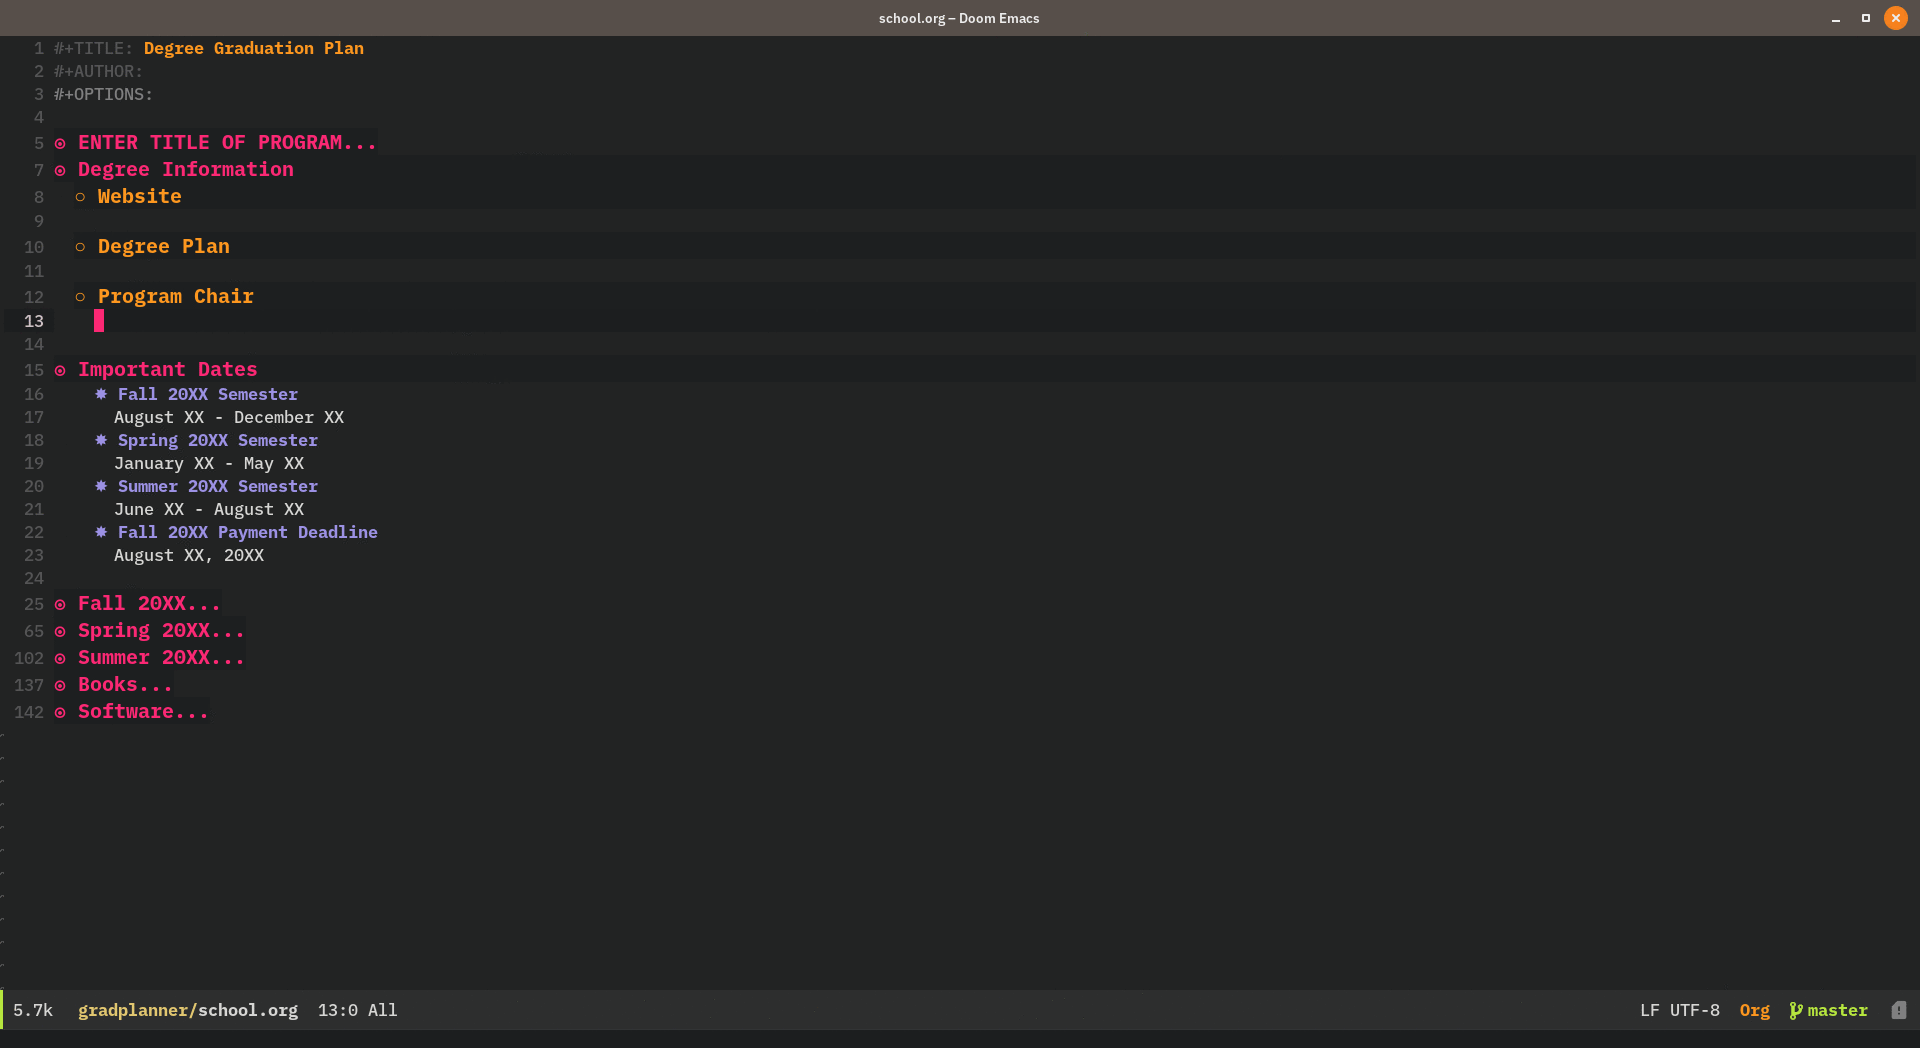 school.org – Doom Emacs
1 #+TITLE: Degree Graduation Plan
2 #+AUTHOR:
3 #+OPTIONS:
4
5 ENTER TITLE OF PROGRAM...
7 Degree Information
8 Website
9
10 Degree Plan
11
12 Program Chair
13
14
15 Important Dates
16 Fall 20XX Semester
17 August XX - December XX
18 Spring 20XX Semester
19 January XX - May XX
20 Summer 20XX Semester
21 June XX - August XX
22 Fall 20XX Payment Deadline
23 August XX, 20XX
24
25 Fall 20XX...
65 Spring 20XX...
102 Summer 20XX...
137 Books...
142 Software...
5.7k gradplanner/school.org 13:0 All LF UTF-8 Org master